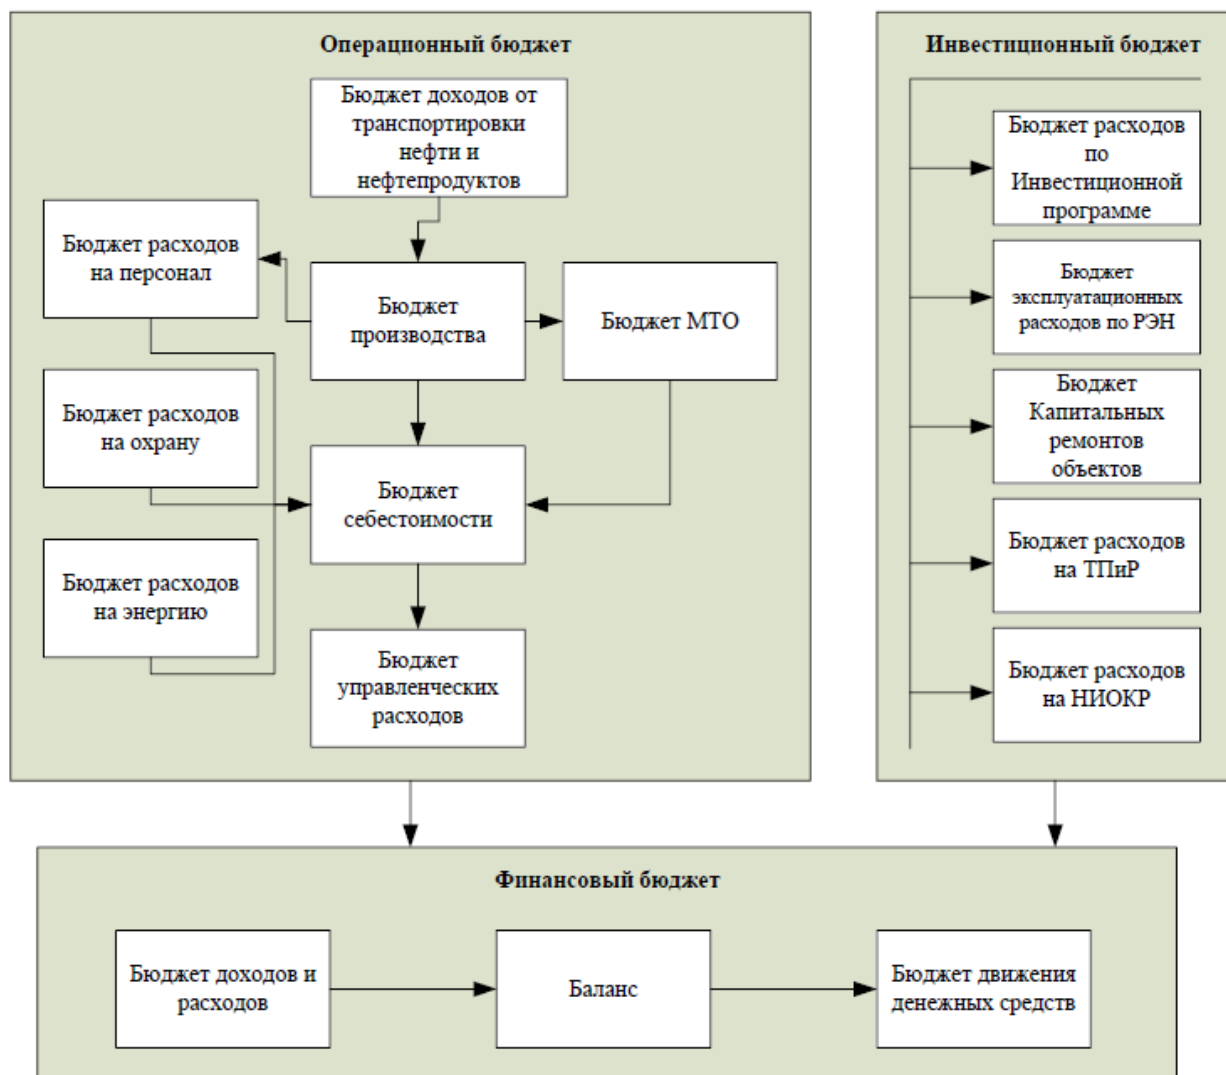 Операционный бюджет
Бюджет доходов от
транспортировки
нефти и
нефтепродуктов
Бюджет расходов
на персонал
Бюджет
производства
Бюджет МТО
Бюджет расходов
на охрану
Бюджет
себестоимости
Бюджет расходов
на энергию
Бюджет
управленческих
расходов
Инвестиционный бюджет
Бюджет расходов
по
Инвестиционной
программе
Бюджет
эксплуатационных
расходов по РЭН
Бюджет
Капитальных
ремонтов
объектов
Бюджет расходов
на ТПиР
Бюджет расходов
на НИОКР
Финансовый бюджет
Бюджет доходов и
расходов
Баланс
Бюджет движения
денежных средств